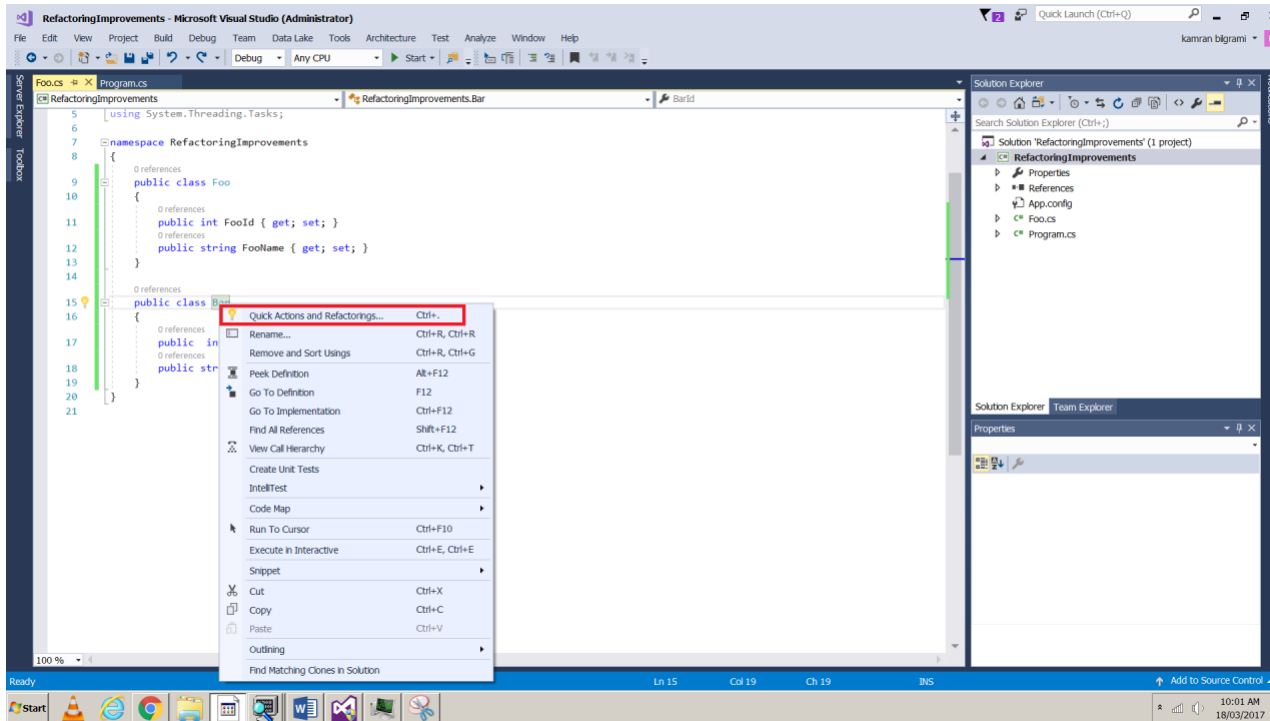 RefactoringImprovements - Microsoft Visual Studio (Administrator)
2
Quick Launch (Ctrl+Q)
File Edit View Project Build Debug Team Data Lake Tools Architecture Test Analyze Window Help
kamran bilgrami
Debug Any CPU Start
Server Explorer
Toolbox
Foo.cs
Program.cs
RefactoringImprovements
RefactoringImprovements.Bar
BarId
5 using System.Threading.Tasks;
6
7 namespace RefactoringImprovements
8 {
0 references
9 public class Foo
10 {
0 references
11 public int FooId { get; set; }
0 references
12 public string FooName { get; set; }
13 }
14
0 references
15 public class Bar
16 {
0 references
17 public in
0 references
18 public str
19 }
20 }
21
Quick Actions and Refactorings... Ctrl+.
Rename... Ctrl+R, Ctrl+R
Remove and Sort Usings Ctrl+R, Ctrl+G
Peek Definition Alt+F12
Go To Definition F12
Go To Implementation Ctrl+F12
Find All References Shift+F12
View Call Hierarchy Ctrl+K, Ctrl+T
Create Unit Tests
IntelliTest
Code Map
Run To Cursor Ctrl+F10
Execute in Interactive Ctrl+E, Ctrl+E
Snippet
Cut Ctrl+X
Copy Ctrl+C
Paste Ctrl+V
Outlining
Find Matching Clones in Solution
100 %
Solution Explorer
Search Solution Explorer (Ctrl+;)
Solution 'RefactoringImprovements' (1 project)
C# RefactoringImprovements
Properties
References
App.config
C# Foo.cs
C# Program.cs
Solution Explorer Team Explorer
Properties
Ready
Ln 15 Col 19 Ch 19 INS
Add to Source Control
Start
10:01 AM
18/03/2017